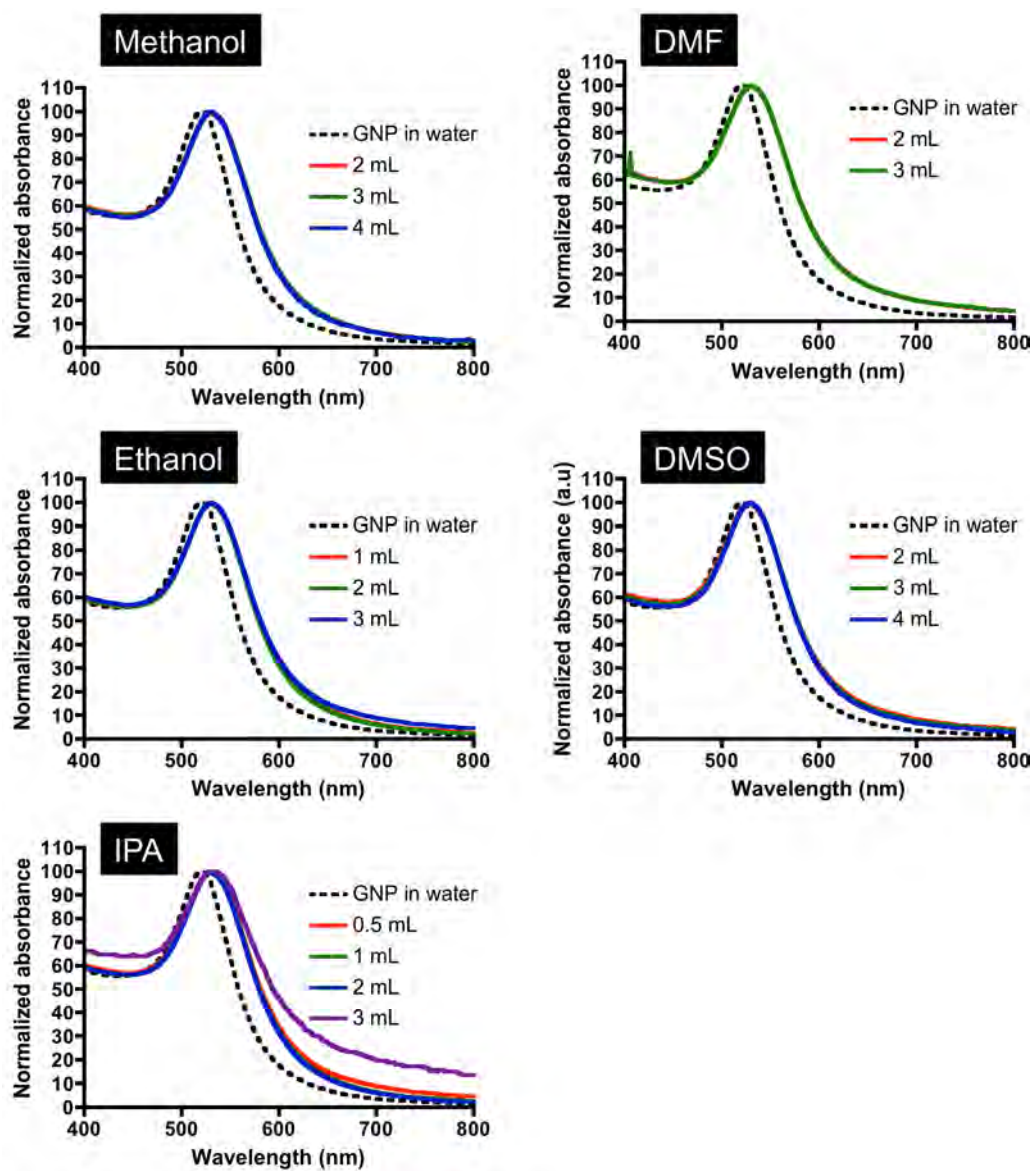 Methanol
Normalized absorbance
110
100
90
80
70
60
50
40
30
20
10
0
400 500 600 700 800
Wavelength (nm)
GNP in water
2 mL
3 mL
4 mL
DMF
Normalized absorbance
110
100
90
80
70
60
50
40
30
20
10
0
400 500 600 700 800
Wavelength (nm)
GNP in water
2 mL
3 mL
Ethanol
Normalized absorbance
110
100
90
80
70
60
50
40
30
20
10
0
400 500 600 700 800
Wavelength (nm)
GNP in water
1 mL
2 mL
3 mL
DMSO
Normalized absorbance (a.u)
110
100
90
80
70
60
50
40
30
20
10
0
400 500 600 700 800
Wavelength (nm)
GNP in water
2 mL
3 mL
4 mL
IPA
Normalized absorbance
110
100
90
80
70
60
50
40
30
20
10
0
400 500 600 700 800
Wavelength (nm)
GNP in water
0.5 mL
1 mL
2 mL
3 mL